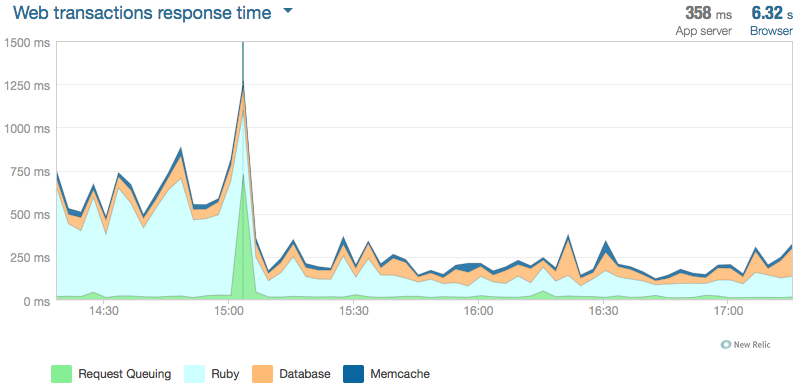 Web transactions response time
358 ms
App server
6.32 s
Browser
1500 ms
1250 ms
1000 ms
750 ms
500 ms
250 ms
0 ms
14:30 15:00 15:30 16:00 16:30 17:00
New Relic
Request Queuing Ruby Database Memcache